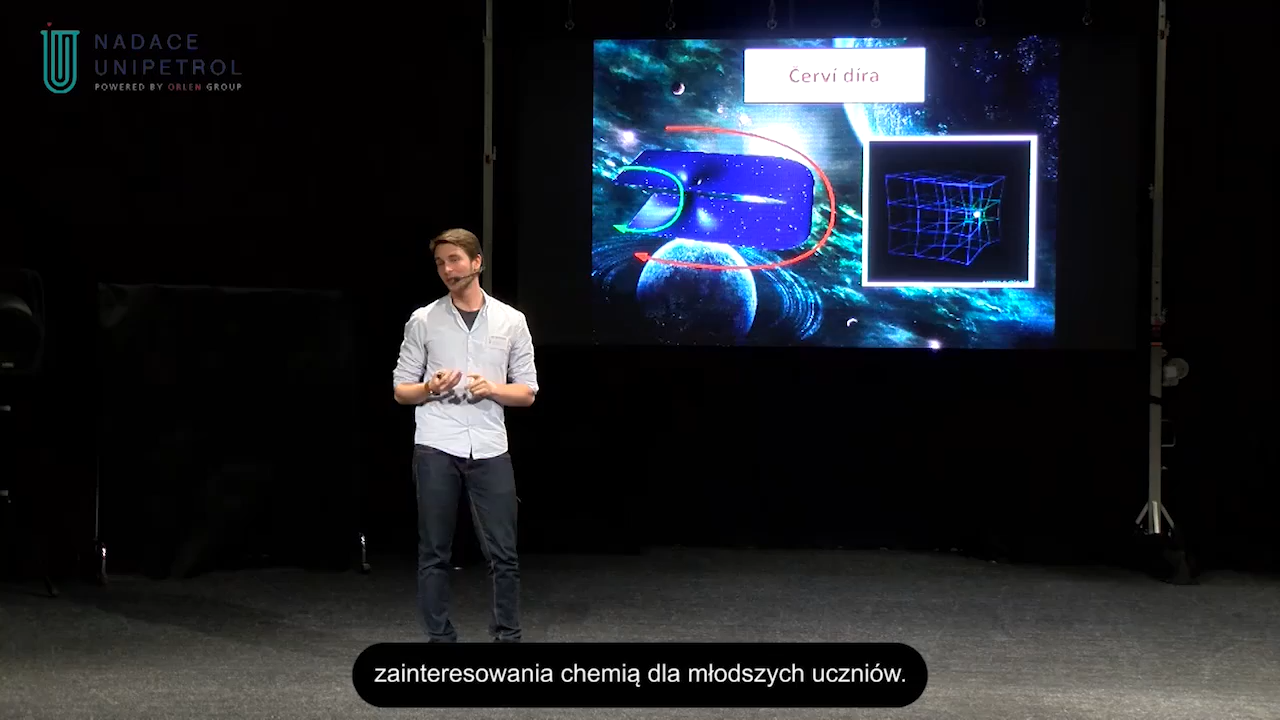 NADACE
UNIPETROL
POWERED BY ORLEN GROUP
Červí díra
zainteresowania chemią dla młodszych uczniów.